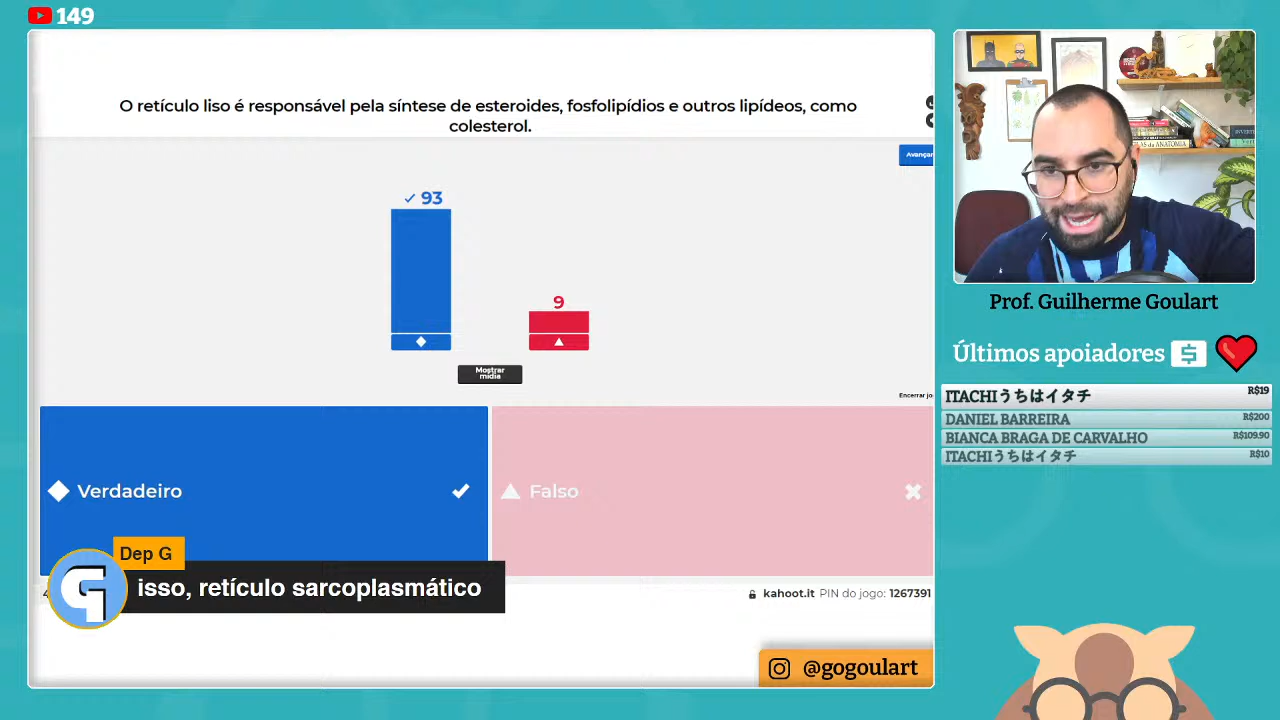 149
O retículo liso é responsável pela síntese de esteroides, fosfolipídios e outros lipídeos, como
colesterol.
Avançar
93
9
Mostrar
mídia
Encerrar jo
Verdadeiro
Falso
Dep G
isso, retículo sarcoplasmático
kahoot.it PIN do jogo: 1267391
@gogoulart
Prof. Guilherme Goulart
Últimos apoiadores
ITACHIうちはイタチ R$19
DANIEL BARREIRA R$200
BIANCA BRAGA DE CARVALHO R$109.90
ITACHIうちはイタチ R$10